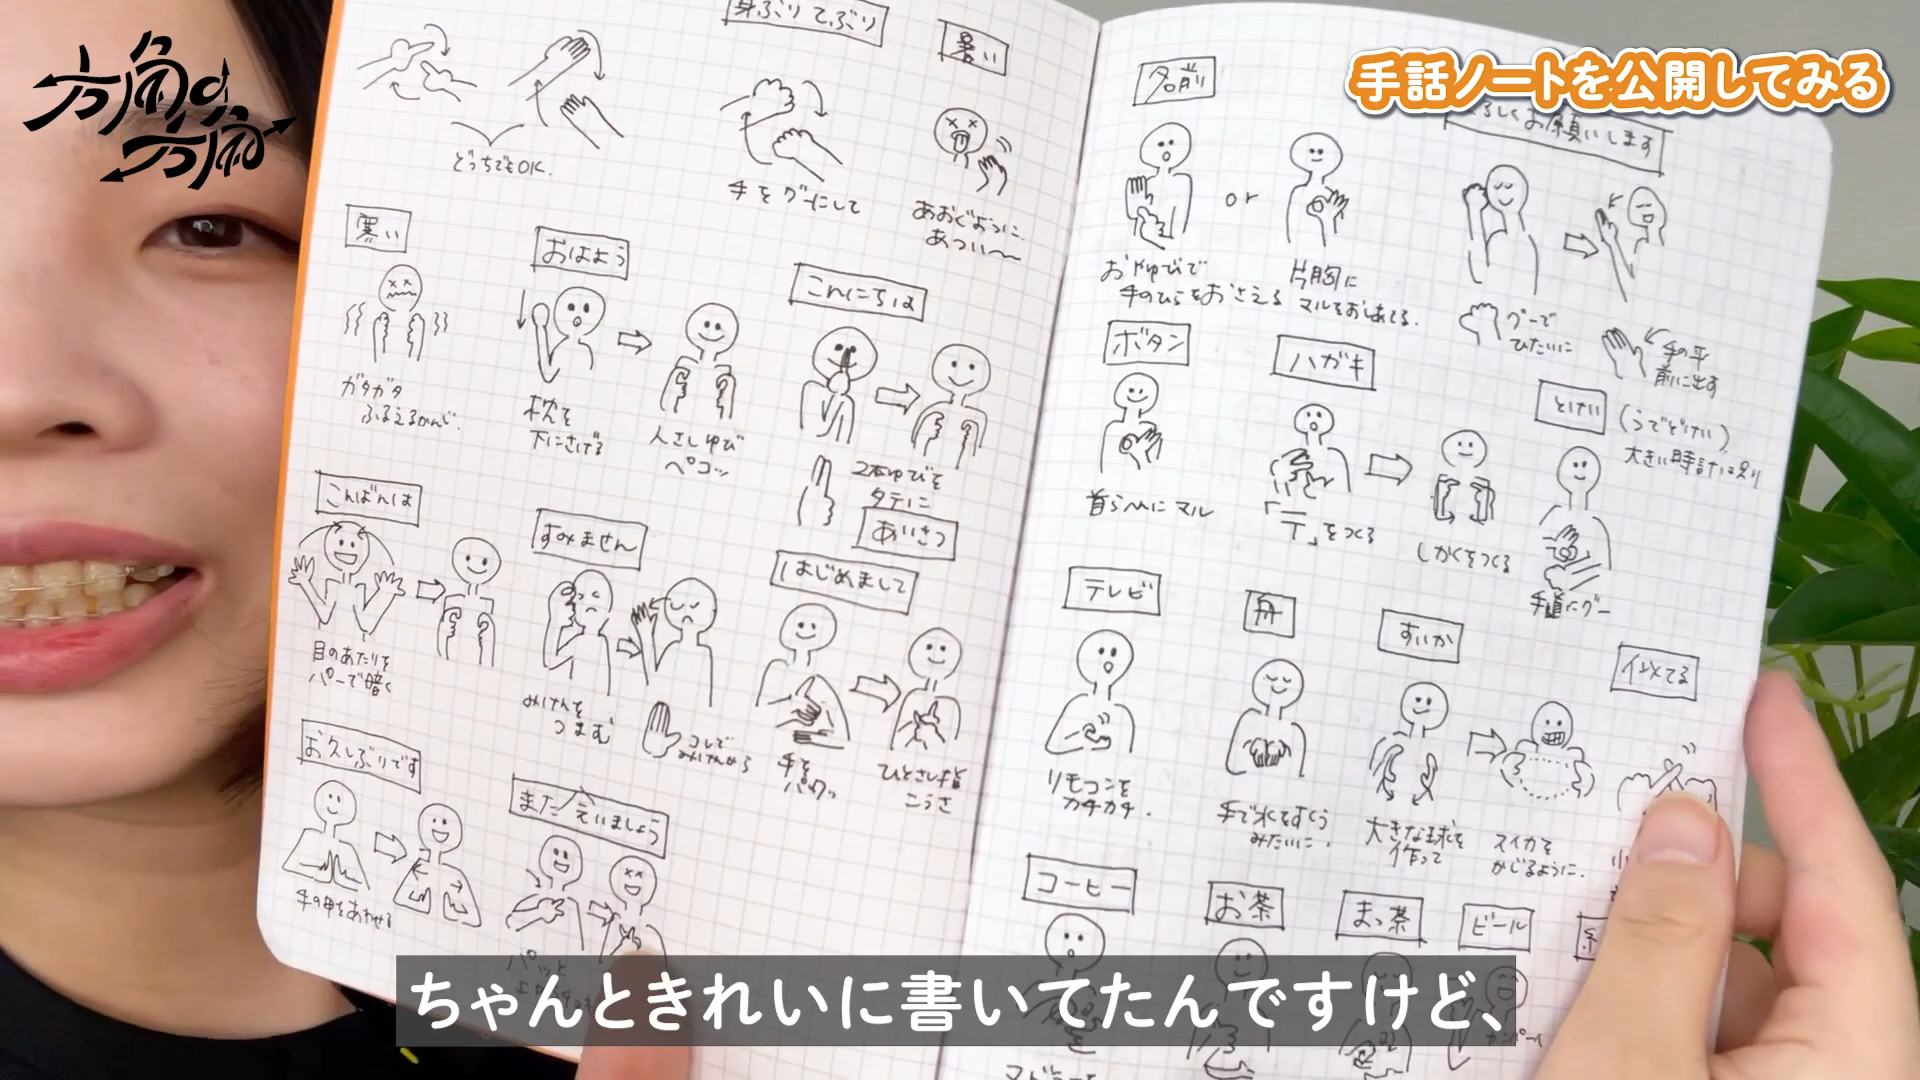 方角の方角
手話ノートを公開してみる
身ぶり てぶり
暑い
どっちでもOK.
手をグーにして
あおぐように
あつい〜
寒い
おはよう
こんにちは
ガタガタ
ふるえるかんじ.
枕を
下にさげる
人さしゆび
ペコッ
2本ゆびを
タテに
あいさつ
こんばんは
すみません
はじめまして
目のあたりを
パーで暗く
みけんを
つまむ
コレで
みけんから
手を
ひとさし指
こうさ
お久しぶりです
また えいましょう
手の甲をあわせる
パッと
名前
よろしくお願いします
or
おやゆびで
手のひらをおさえる
片胸に
マルをおしあてる.
グーで
ひたいに
手の平
前に出す
ボタン
ハガキ
とけい
(うでどけい)
首らへんにマル
「〒」をつくる
しかくをつくる
手首にグー
テレビ
舟
すいか
似てる
リモコンを
カチカチ.
手で水をすくう
みたいに.
大きな球を
作って
スイカを
かじるように.
コーヒー
お茶
まっ茶
ビール
ちゃんときれいに書いてたんですけど、